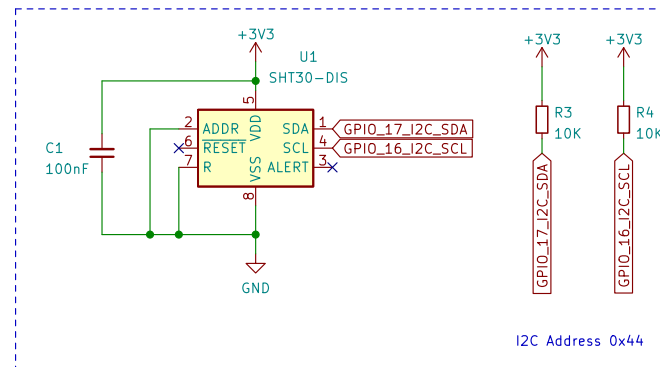 +3V3
U1
SHT30-DIS
+3V3
+3V3
5
VDD
2
ADDR
SDA
1
GPIO_17_I2C_SDA
6
RESET
SCL
4
GPIO_16_I2C_SCL
7
R
ALERT
3
VSS
8
C1
100nF
R3
10K
R4
10K
GPIO_17_I2C_SDA
GPIO_16_I2C_SCL
GND
I2C Address 0x44